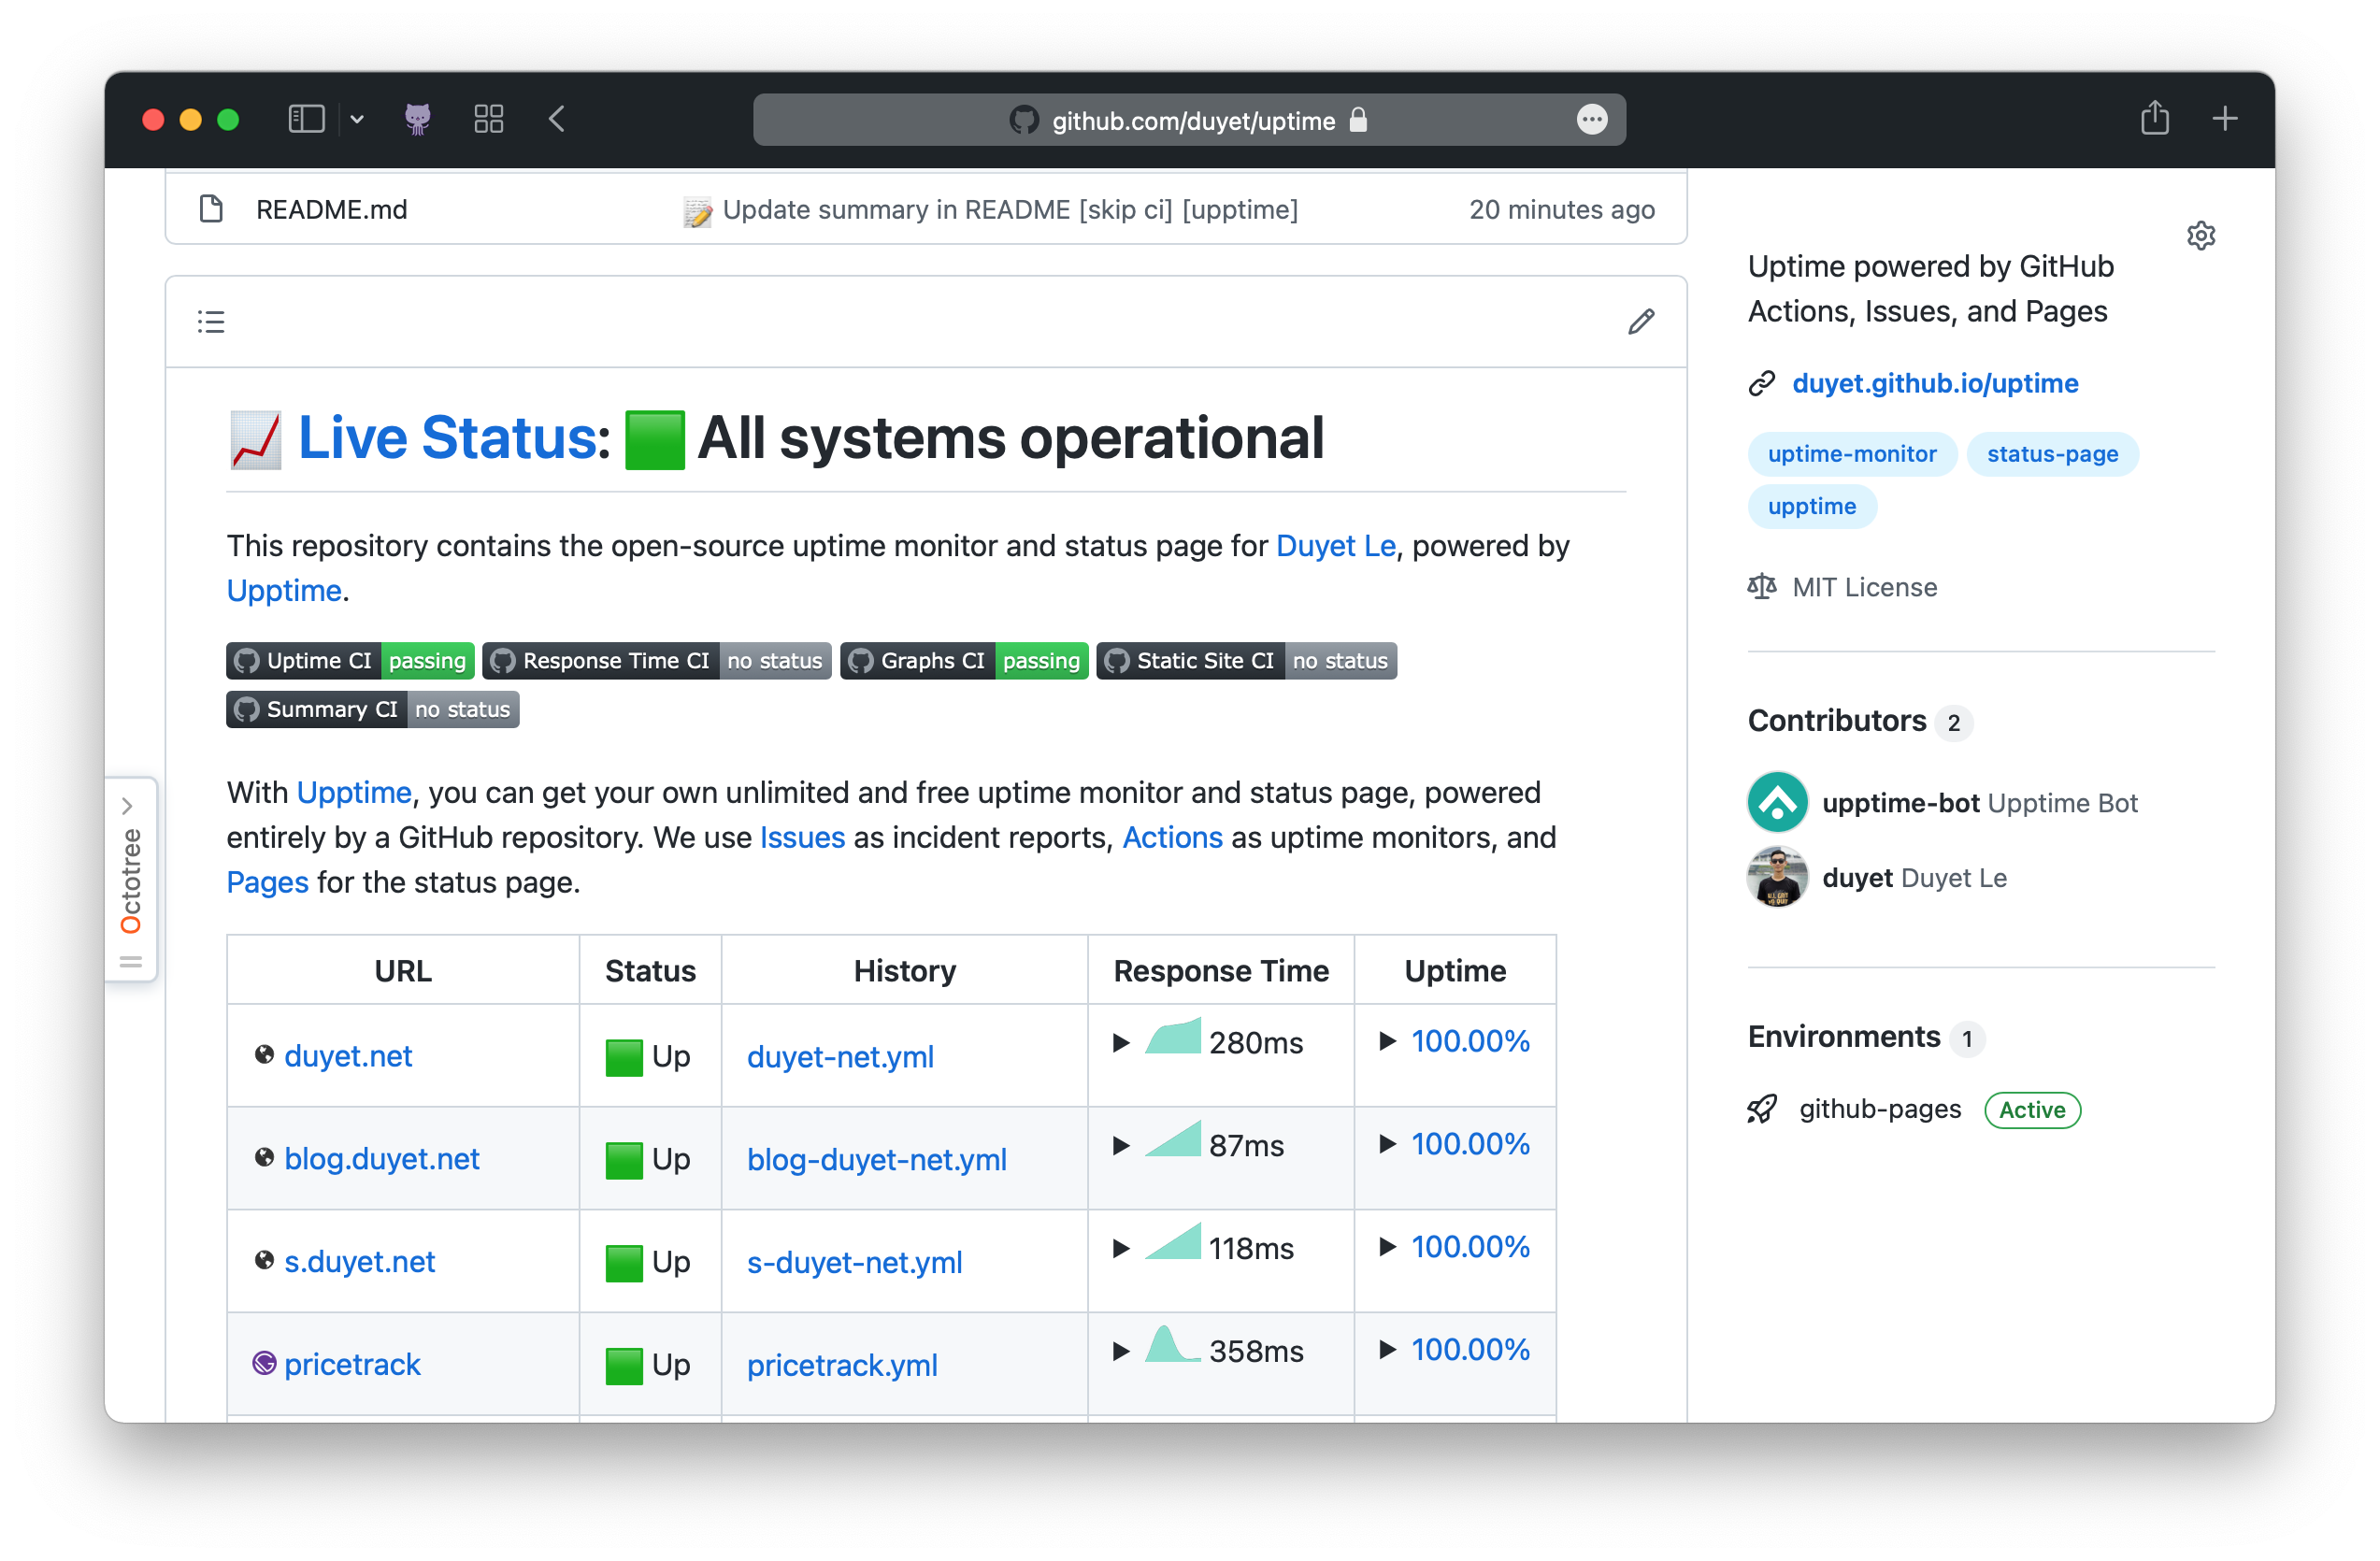 github.com/duyet/uptime
README.md 📝 Update summary in README [skip ci] [upptime] 20 minutes ago
📈 Live Status: 🟩 All systems operational
This repository contains the open-source uptime monitor and status page for Duyet Le, powered by
Upptime.
Uptime CI passing Response Time CI no status Graphs CI passing Static Site CI no status
Summary CI no status
With Upptime, you can get your own unlimited and free uptime monitor and status page, powered
entirely by a GitHub repository. We use Issues as incident reports, Actions as uptime monitors, and
Pages for the status page.
URL Status History Response Time Uptime
duyet.net 🟩 Up duyet-net.yml ▶ 280ms ▶ 100.00%
blog.duyet.net 🟩 Up blog-duyet-net.yml ▶ 87ms ▶ 100.00%
s.duyet.net 🟩 Up s-duyet-net.yml ▶ 118ms ▶ 100.00%
pricetrack 🟩 Up pricetrack.yml ▶ 358ms ▶ 100.00%
Octotree
Uptime powered by GitHub
Actions, Issues, and Pages
duyet.github.io/uptime
uptime-monitor status-page
upptime
MIT License
Contributors 2
upptime-bot Upptime Bot
duyet Duyet Le
Environments 1
github-pages Active